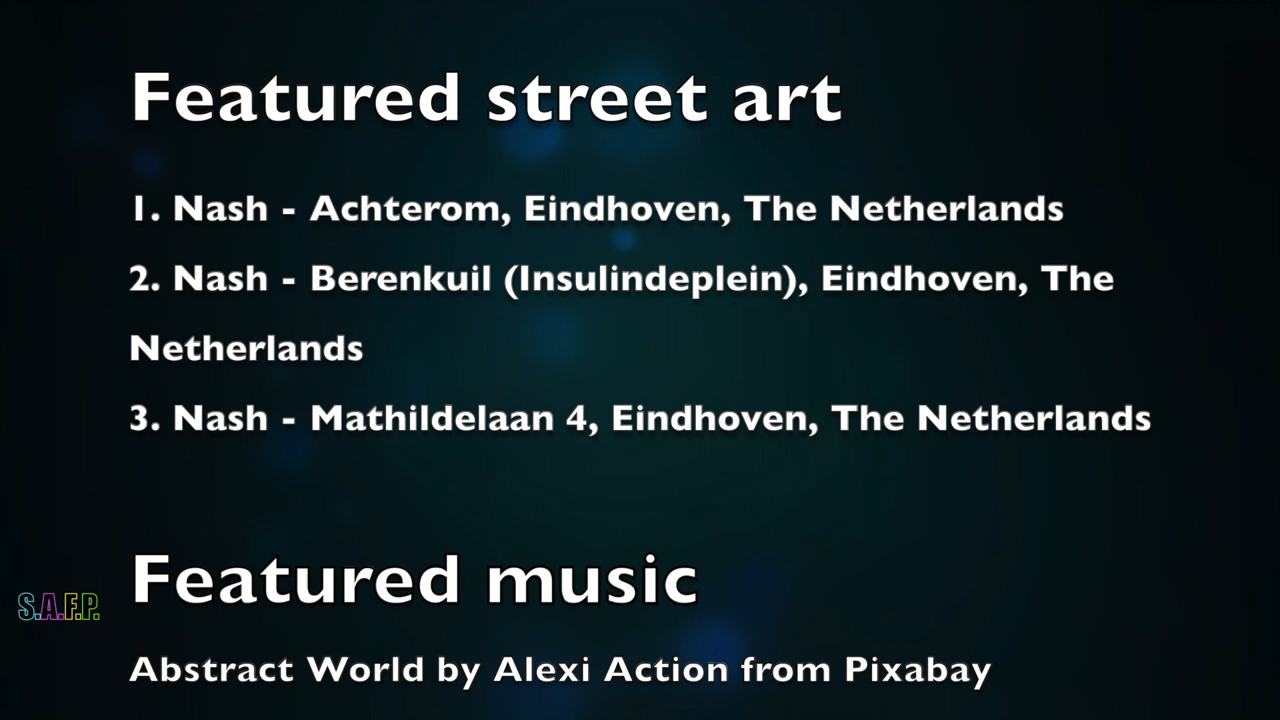 Featured street art
1. Nash - Achterom, Eindhoven, The Netherlands
2. Nash - Berenkuil (Insulindeplein), Eindhoven, The
Netherlands
3. Nash - Mathildelaan 4, Eindhoven, The Netherlands
Featured music
S.A.F.P.
Abstract World by Alexi Action from Pixabay